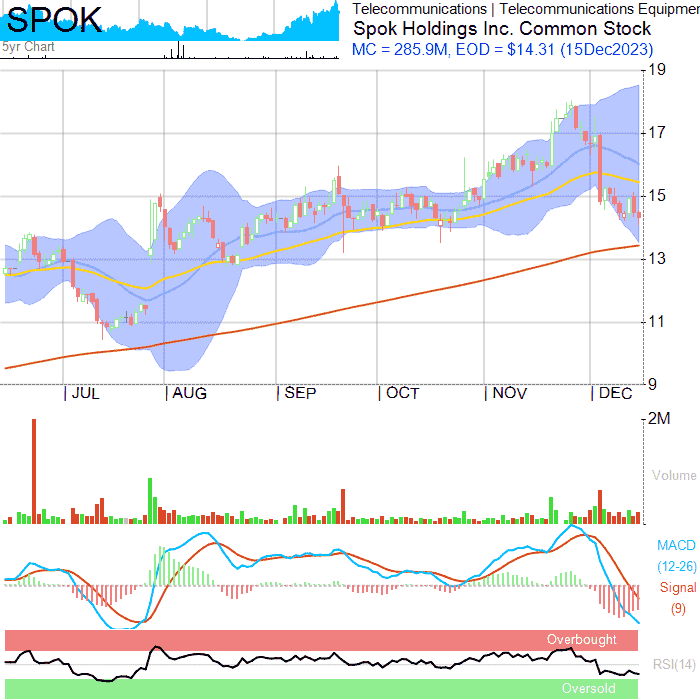 SPOK
5yr Chart
Telecommunications | Telecommunications Equipmen
Spok Holdings Inc. Common Stock
MC = 285.9M, EOD = $14.31 (15Dec2023)
19
17
15
13
11
9
JUL AUG SEP OCT NOV DEC
2M
Volume
MACD
(12-26)
Signal
(9)
Overbought
RSI(14)
Oversold